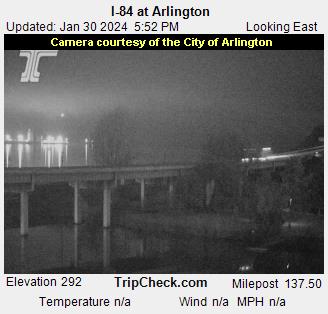 I-84 at Arlington
Updated: Jan 30 2024 5:52 PM Looking East
Camera courtesy of the City of Arlington
Elevation 292 TripCheck.com Milepost 137.50
Temperature n/a Wind n/a MPH n/a